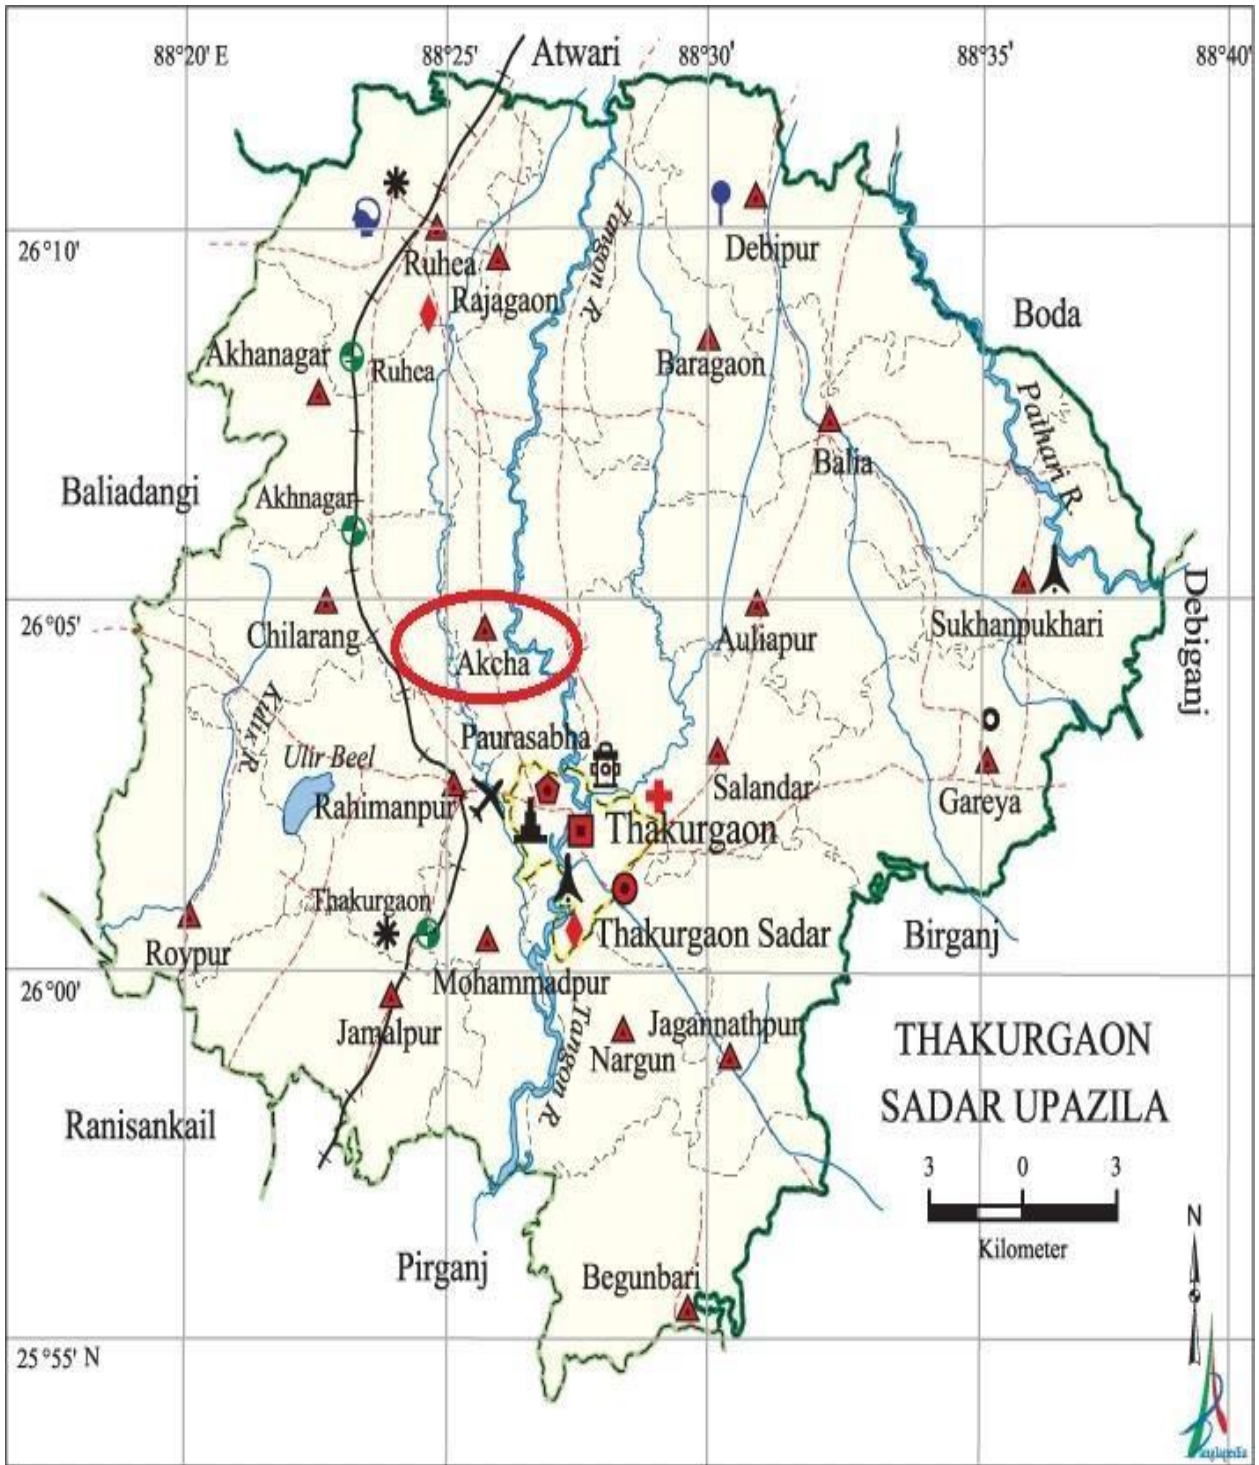 88°20' E
88°25'
Atwari
88°30'
88°35'
88°40'
26°10'
Ruhea
Rajagaon
Tangon R.
Debipur
Boda
Akhanagar
Ruhea
Baragaon
Pathari R.
Balia
Baliadangi
Akhnagar
Debiganj
26°05'
Chilarang
Akcha
Auliapur
Sukhanpukhari
Kulik R
Ulir Beel
Paurasabha
Rahimanpur
Salandar
Gareya
Thakurgaon
Thakurgaon
Roypur
Thakurgaon Sadar
Birganj
26°00'
Mohammadpur
Jamalpur
Tangon R.
Nargun
Jagannathpur
THAKURGAON
SADAR UPAZILA
Ranisankail
3 0 3
Kilometer
N
Pirganj
Begunbari
25°55' N